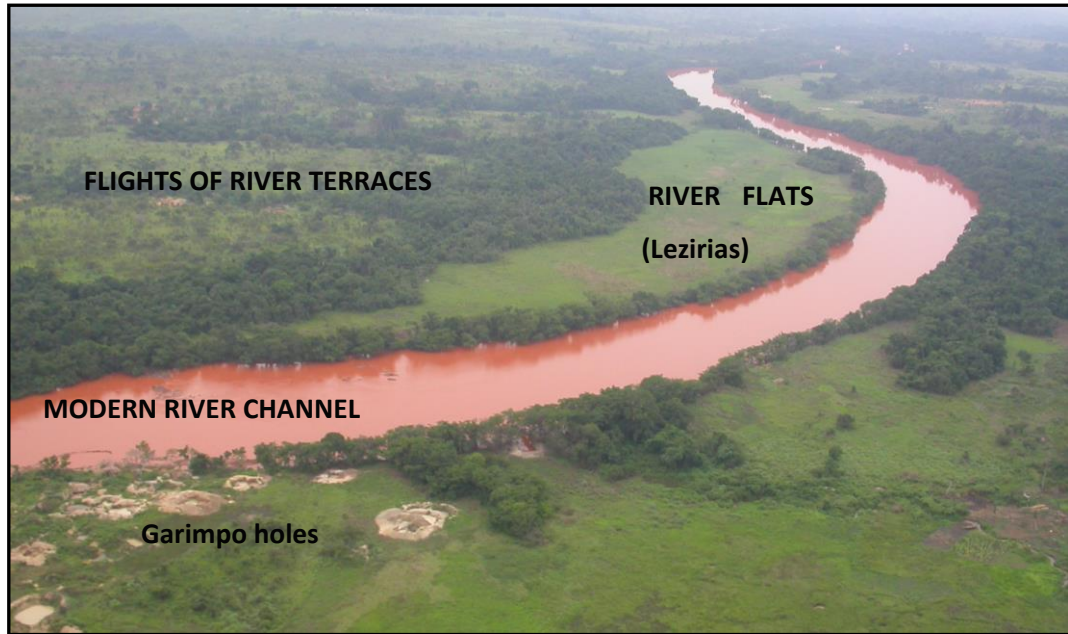 FLIGHTS OF RIVER TERRACES
RIVER FLATS
(Lezirias)
MODERN RIVER CHANNEL
Garimpo holes